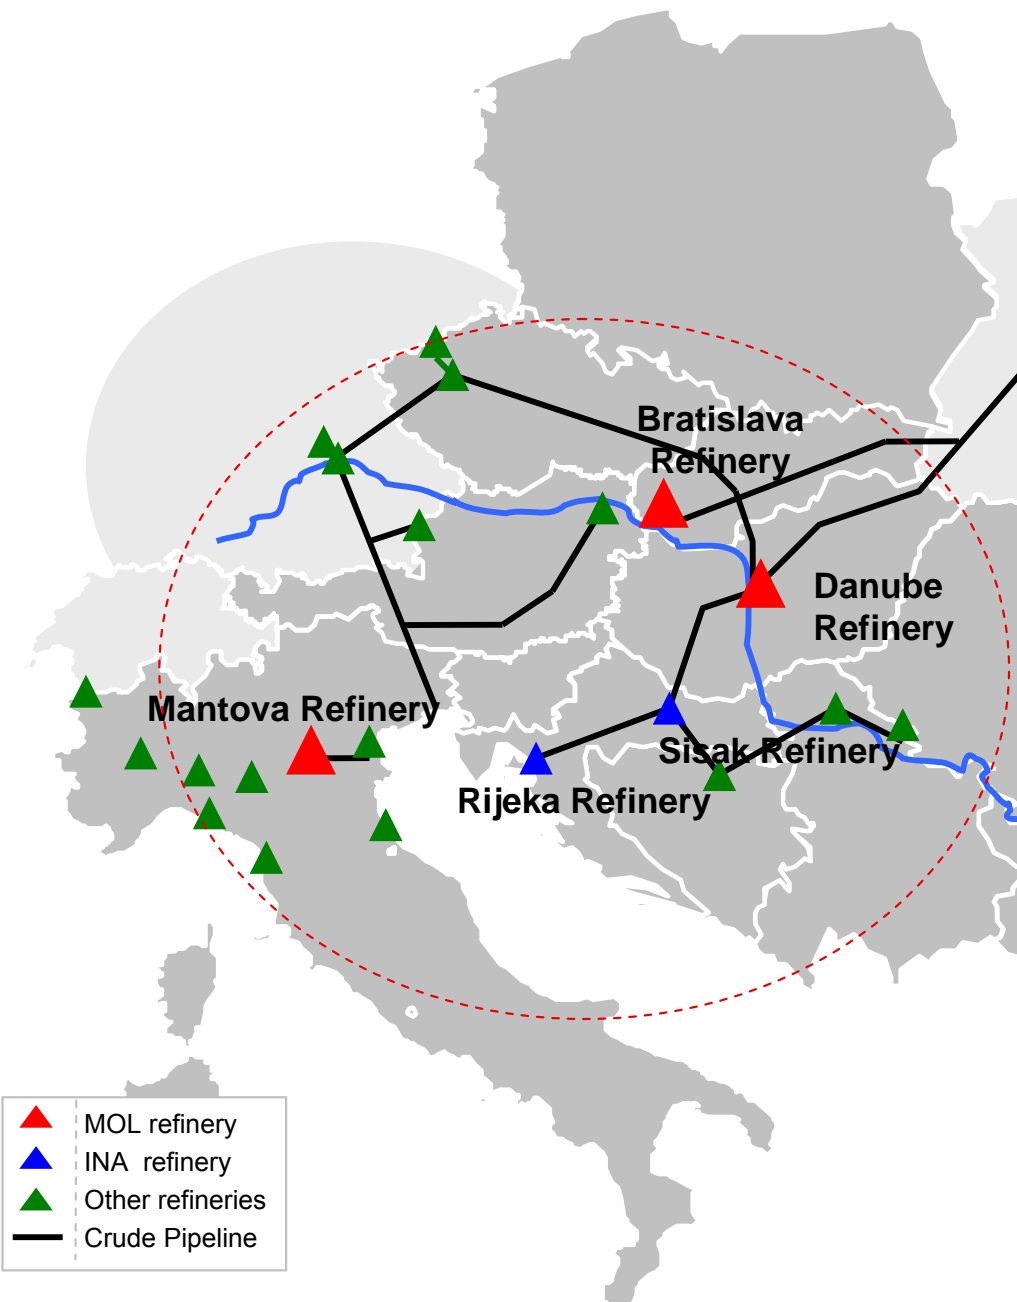 Bratislava
Refinery
Danube
Refinery
Mantova Refinery
Sisak Refinery
Rijeka Refinery
MOL refinery
INA refinery
Other refineries
Crude Pipeline